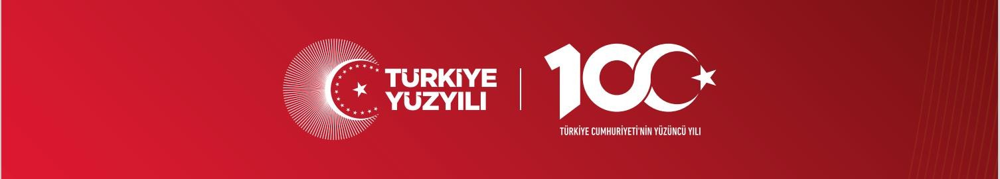 TÜRKİYE
YÜZYILI
100
TÜRKİYE CUMHURİYETİ'NİN YÜZÜNCÜ YILI